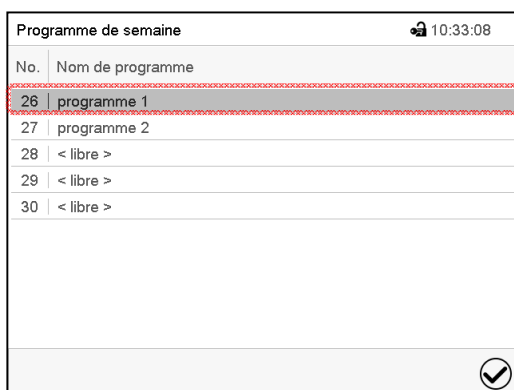 Programme de semaine 10:33:08
No. Nom de programme
26 programme 1
27 programme 2
28 < libre >
29 < libre >
30 < libre >